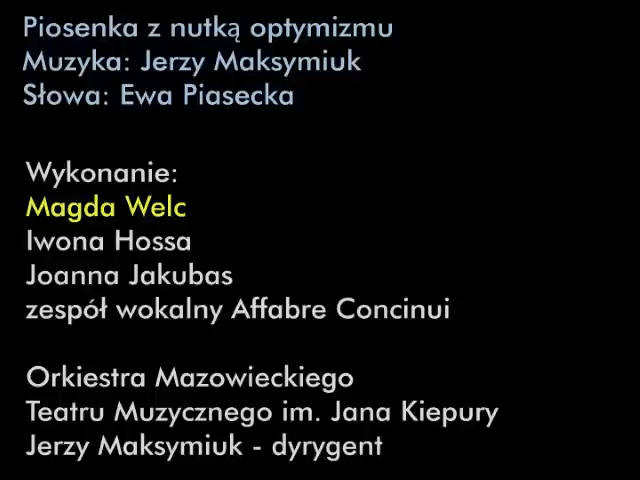 Piosenka z nutką optymizmu
Muzyka: Jerzy Maksymiuk
Słowa: Ewa Piasecka
Wykonanie:
Magda Welc
Iwona Hossa
Joanna Jakubas
zespół wokalny Affabre Concinui
Orkiestra Mazowieckiego
Teatru Muzycznego im. Jana Kiepury
Jerzy Maksymiuk - dyrygent